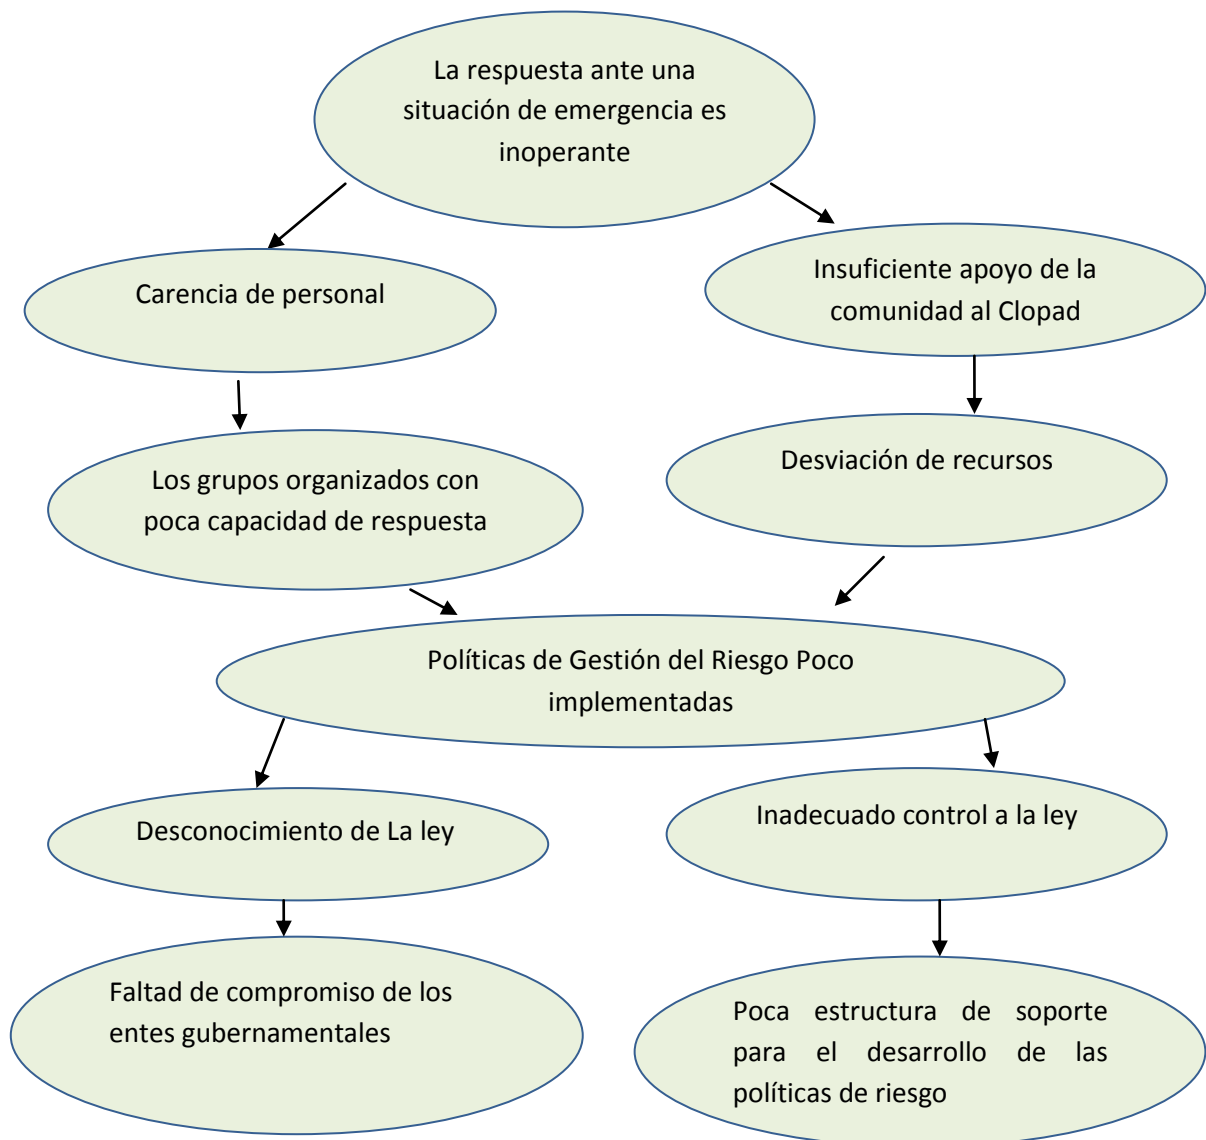 La respuesta ante una
situación de emergencia es
inoperante
Carencia de personal
Insuficiente apoyo de la
comunidad al Clopad
Los grupos organizados con
poca capacidad de respuesta
Desviación de recursos
Políticas de Gestión del Riesgo Poco
implementadas
Desconocimiento de La ley
Inadecuado control a la ley
Faltad de compromiso de los
entes gubernamentales
Poca estructura de soporte
para el desarrollo de las
políticas de riesgo